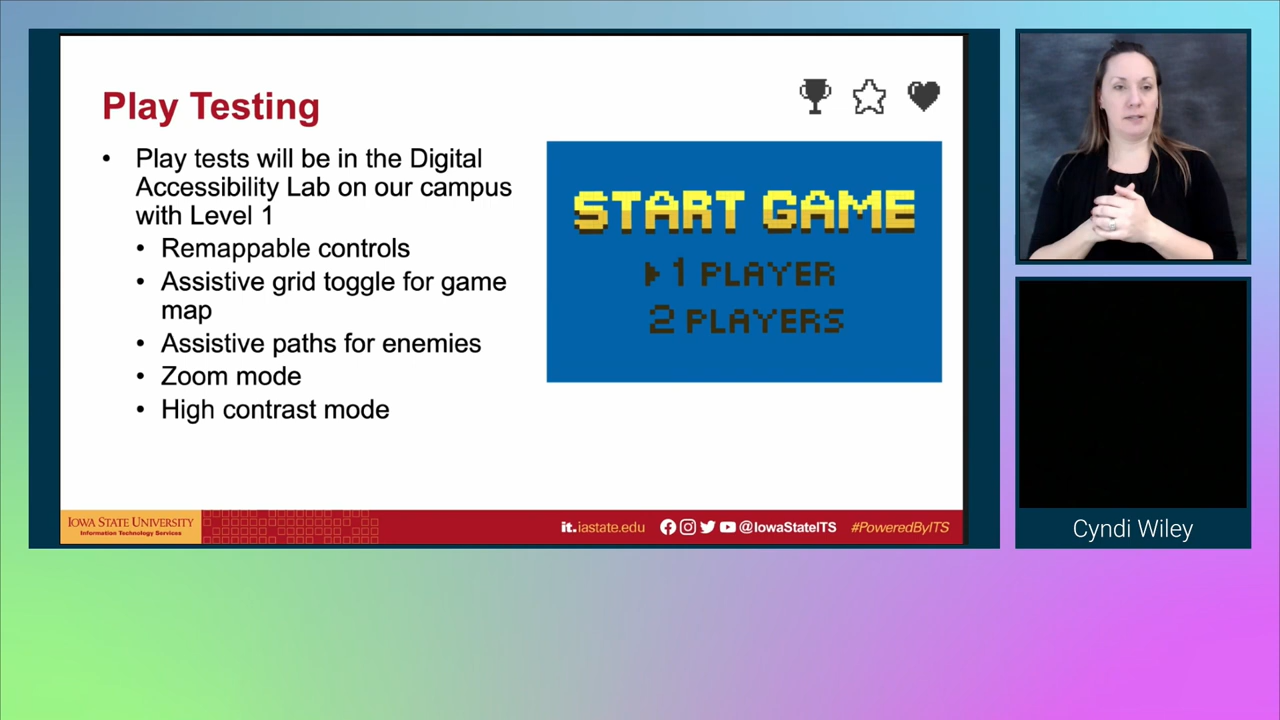 Play Testing
• Play tests will be in the Digital
Accessibility Lab on our campus
with Level 1
• Remappable controls
• Assistive grid toggle for game
map
• Assistive paths for enemies
• Zoom mode
• High contrast mode
START GAME
1 PLAYER
2 PLAYERS
IOWA STATE UNIVERSITY
Information Technology Services
it.iastate.edu @IowaStateITS #PoweredByITS
Cyndi Wiley